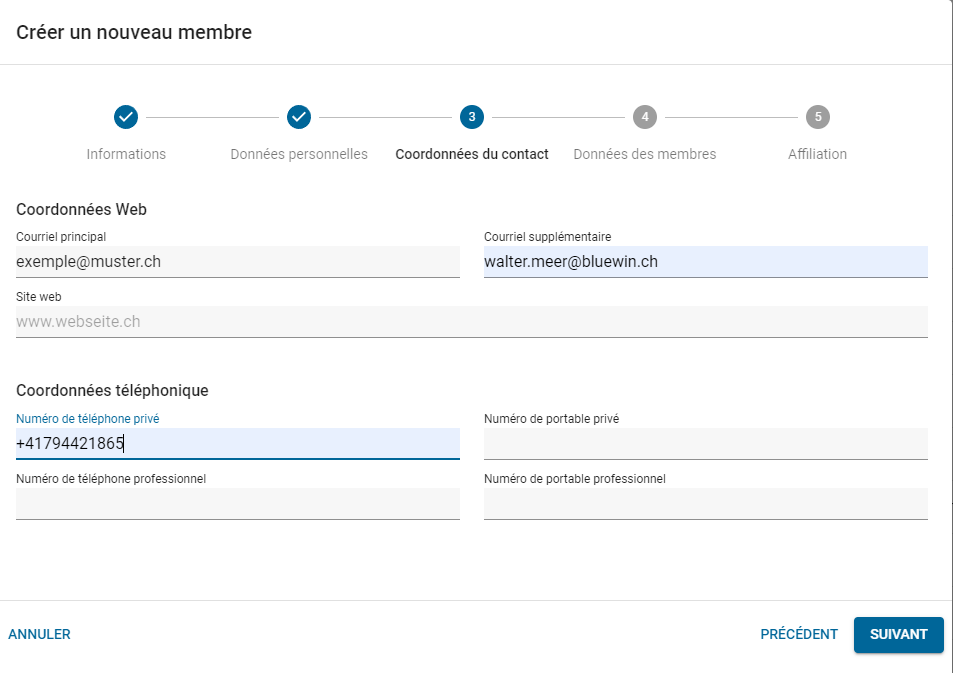 Créer un nouveau membre
3 4 5
Informations Données personnelles Coordonnées du contact Données des membres Affiliation
Coordonnées Web
Courriel principal Courriel supplémentaire
exemple@muster.ch walter.meer@bluewin.ch
Site web
www.webseite.ch
Coordonnées téléphonique
Numéro de téléphone privé Numéro de portable privé
+41794421865
Numéro de téléphone professionnel Numéro de portable professionnel
ANNULER PRÉCÉDENT SUIVANT